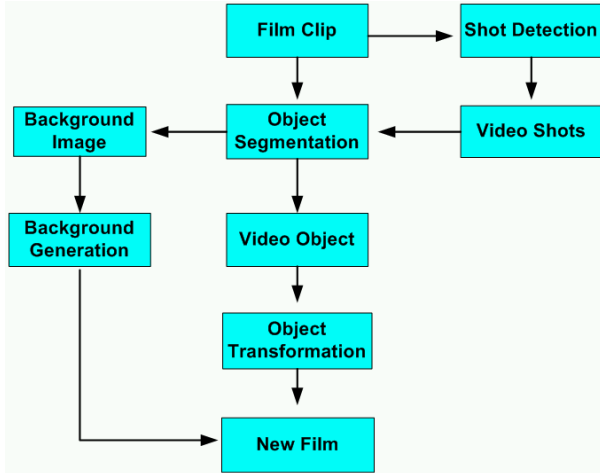 Film Clip
Shot Detection
Background
Image
Object
Segmentation
Video Shots
Background
Generation
Video Object
Object
Transformation
New Film